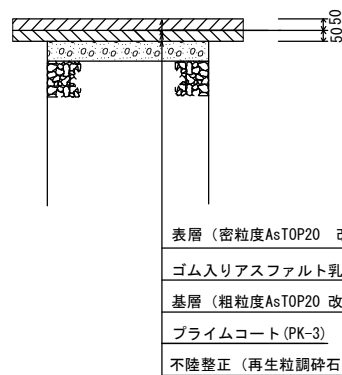 50
50
表層（密粒度AsTOP20　改
ゴム入りアスファルト乳
基層（粗粒度AsTOP20 改
プライムコート(PK-3)
不陸整正（再生粒調砕石